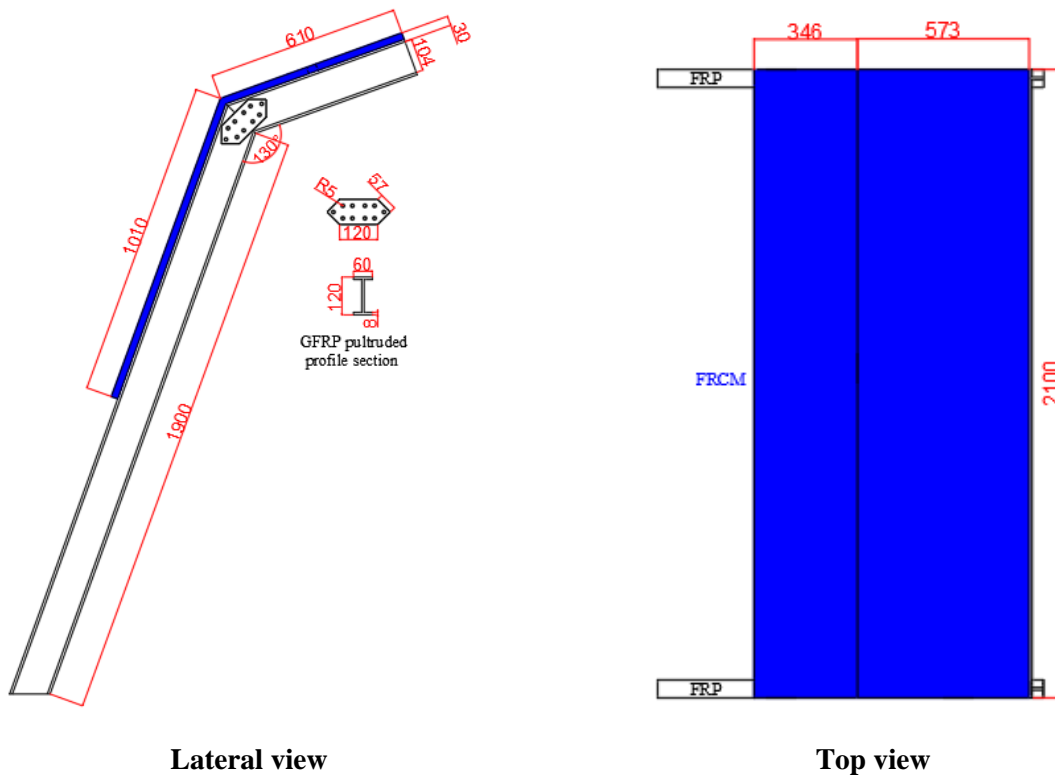 610
30
104
130°
1010
1900
R5
57
120
60
120
8
GFRP pultruded
profile section
Lateral view
346
573
FRP
FRCM
2100
FRP
Top view